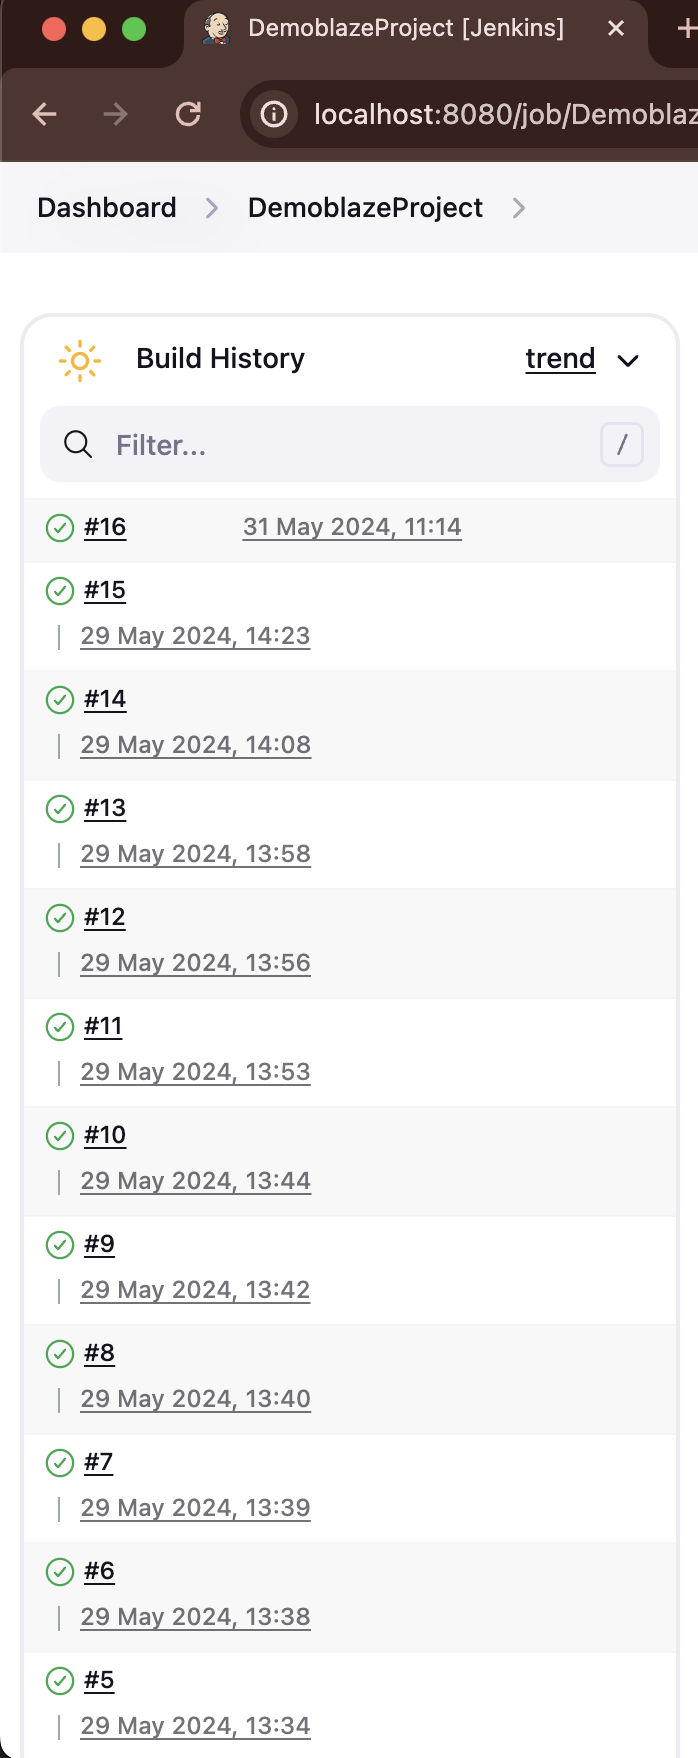 DemoblazeProject [Jenkins]
localhost:8080/job/Demoblaz
Dashboard > DemoblazeProject >
Build History trend
Filter... /
#16 31 May 2024, 11:14
#15
29 May 2024, 14:23
#14
29 May 2024, 14:08
#13
29 May 2024, 13:58
#12
29 May 2024, 13:56
#11
29 May 2024, 13:53
#10
29 May 2024, 13:44
#9
29 May 2024, 13:42
#8
29 May 2024, 13:40
#7
29 May 2024, 13:39
#6
29 May 2024, 13:38
#5
29 May 2024, 13:34